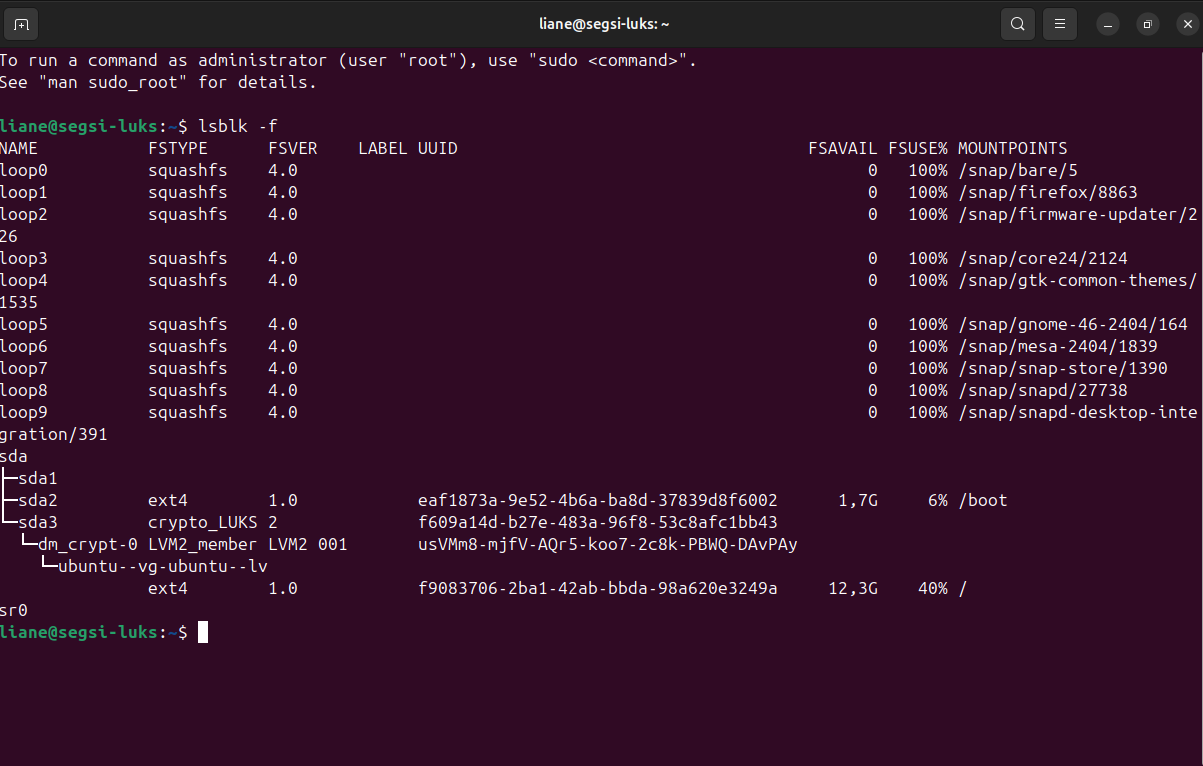 liane@segsi-luks: ~
To run a command as administrator (user "root"), use "sudo <command>".
See "man sudo_root" for details.
liane@segsi-luks:~$ lsblk -f
NAME FSTYPE FSVER LABEL UUID FSAVAIL FSUSE% MOUNTPOINTS
loop0 squashfs 4.0 0 100% /snap/bare/5
loop1 squashfs 4.0 0 100% /snap/firefox/8863
loop2 squashfs 4.0 0 100% /snap/firmware-updater/2
26
loop3 squashfs 4.0 0 100% /snap/core24/2124
loop4 squashfs 4.0 0 100% /snap/gtk-common-themes/
1535
loop5 squashfs 4.0 0 100% /snap/gnome-46-2404/164
loop6 squashfs 4.0 0 100% /snap/mesa-2404/1839
loop7 squashfs 4.0 0 100% /snap/snap-store/1390
loop8 squashfs 4.0 0 100% /snap/snapd/27738
loop9 squashfs 4.0 0 100% /snap/snapd-desktop-inte
gration/391
sda
├─sda1
├─sda2 ext4 1.0 eaf1873a-9e52-4b6a-ba8d-37839d8f6002 1,7G 6% /boot
└─sda3 crypto_LUKS 2 f609a14d-b27e-483a-96f8-53c8afc1bb43
└─dm_crypt-0 LVM2_member LVM2 001 usVMm8-mjfV-AQr5-koo7-2c8k-PBWQ-DAvPAy
└─ubuntu--vg-ubuntu--lv
ext4 1.0 f9083706-2ba1-42ab-bbda-98a620e3249a 12,3G 40% /
sr0
liane@segsi-luks:~$